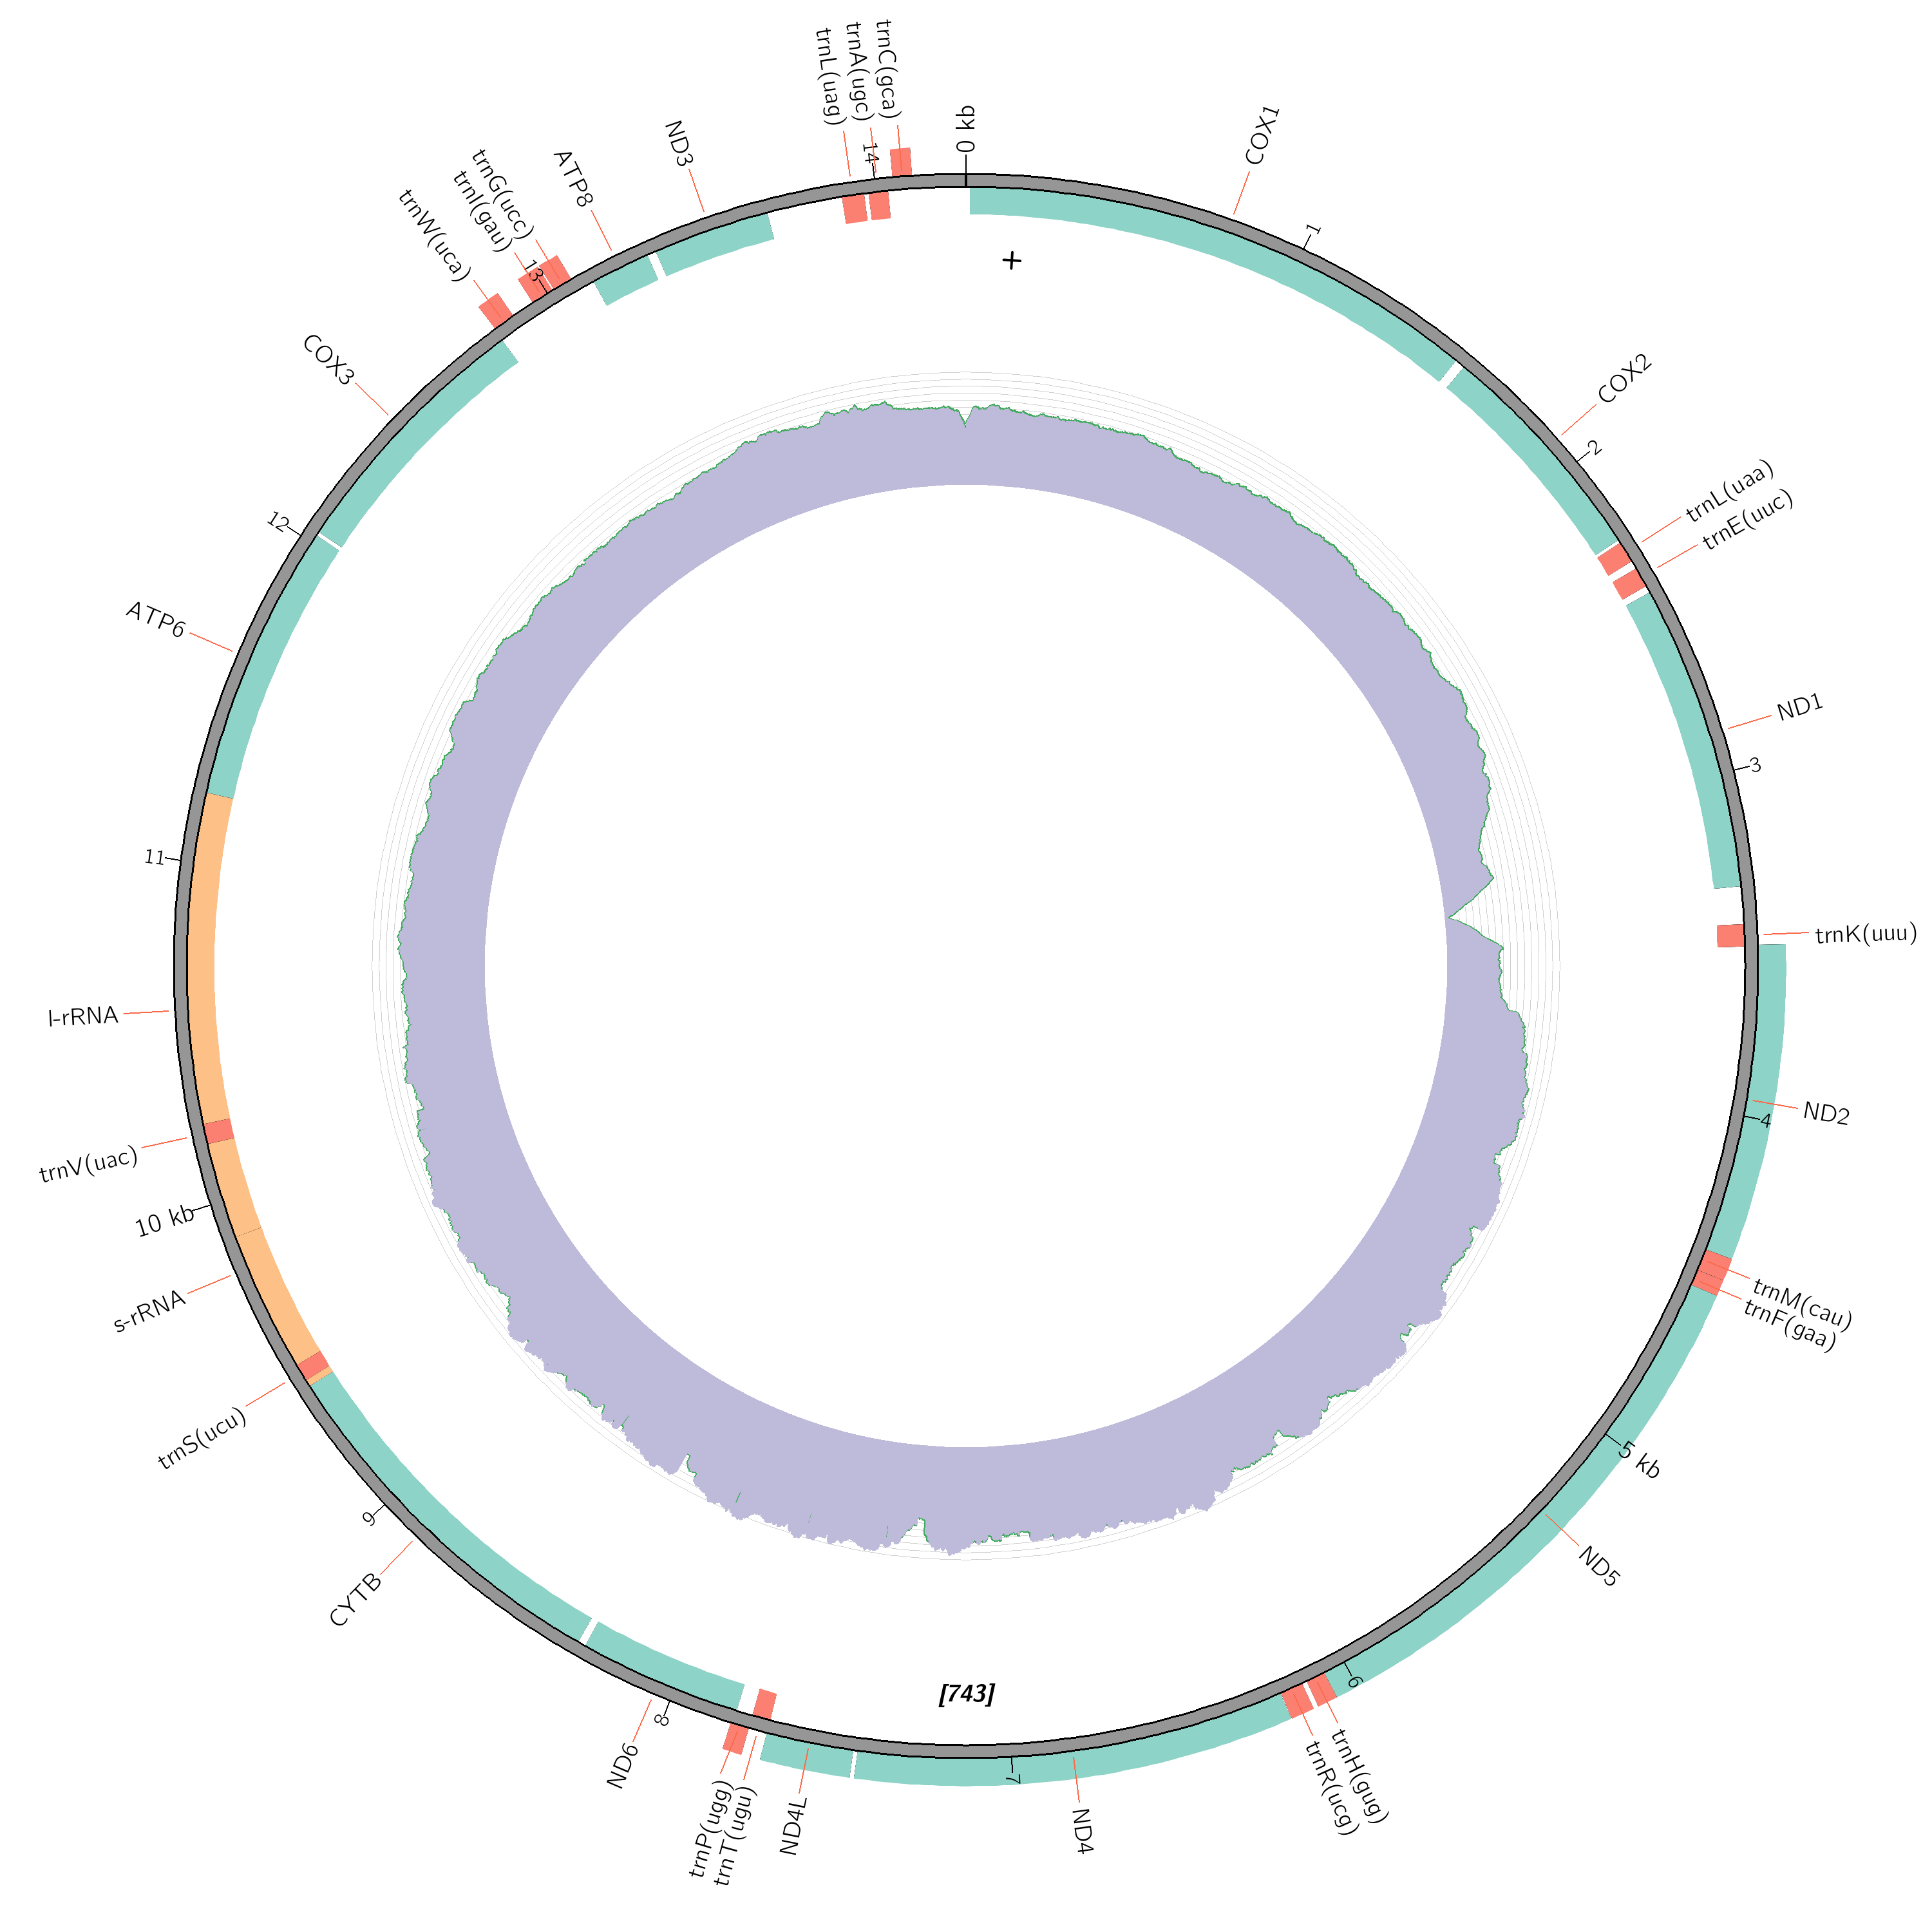 0 kb
COX1
1
COX2
2
trnL(uaa)
trnE(uuc)
ND1
3
trnK(uuu)
ND2
4
trnM(cau)
trnF(gaa)
5 kb
ND5
6
trnH(gug)
trnR(ucg)
ND4
7
ND4L
trnT(ugu)
trnP(ugg)
ND6
8
CYTB
9
trnS(ucu)
s-rRNA
10 kb
trnV(uac)
l-rRNA
11
ATP6
12
COX3
trnW(uca)
trnI(gau)
13
trnG(ucc)
ATP8
ND3
trnL(uag)
trnA(ugc)
14
trnC(gca)
+
[743]